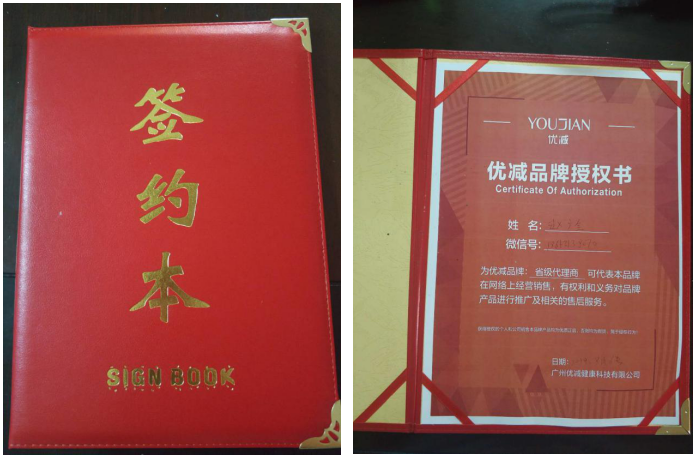 签约本
SIGN BOOK
YOUJIAN
优减
优减品牌授权书
Certificate Of Authorization
姓 名:
微信号:
为优减品牌: 省级代理商 可代表本品牌
在网络上经营销售,有权利和义务对品牌
产品进行推广及相关的售后服务。
日期:
广州优减健康科技有限公司